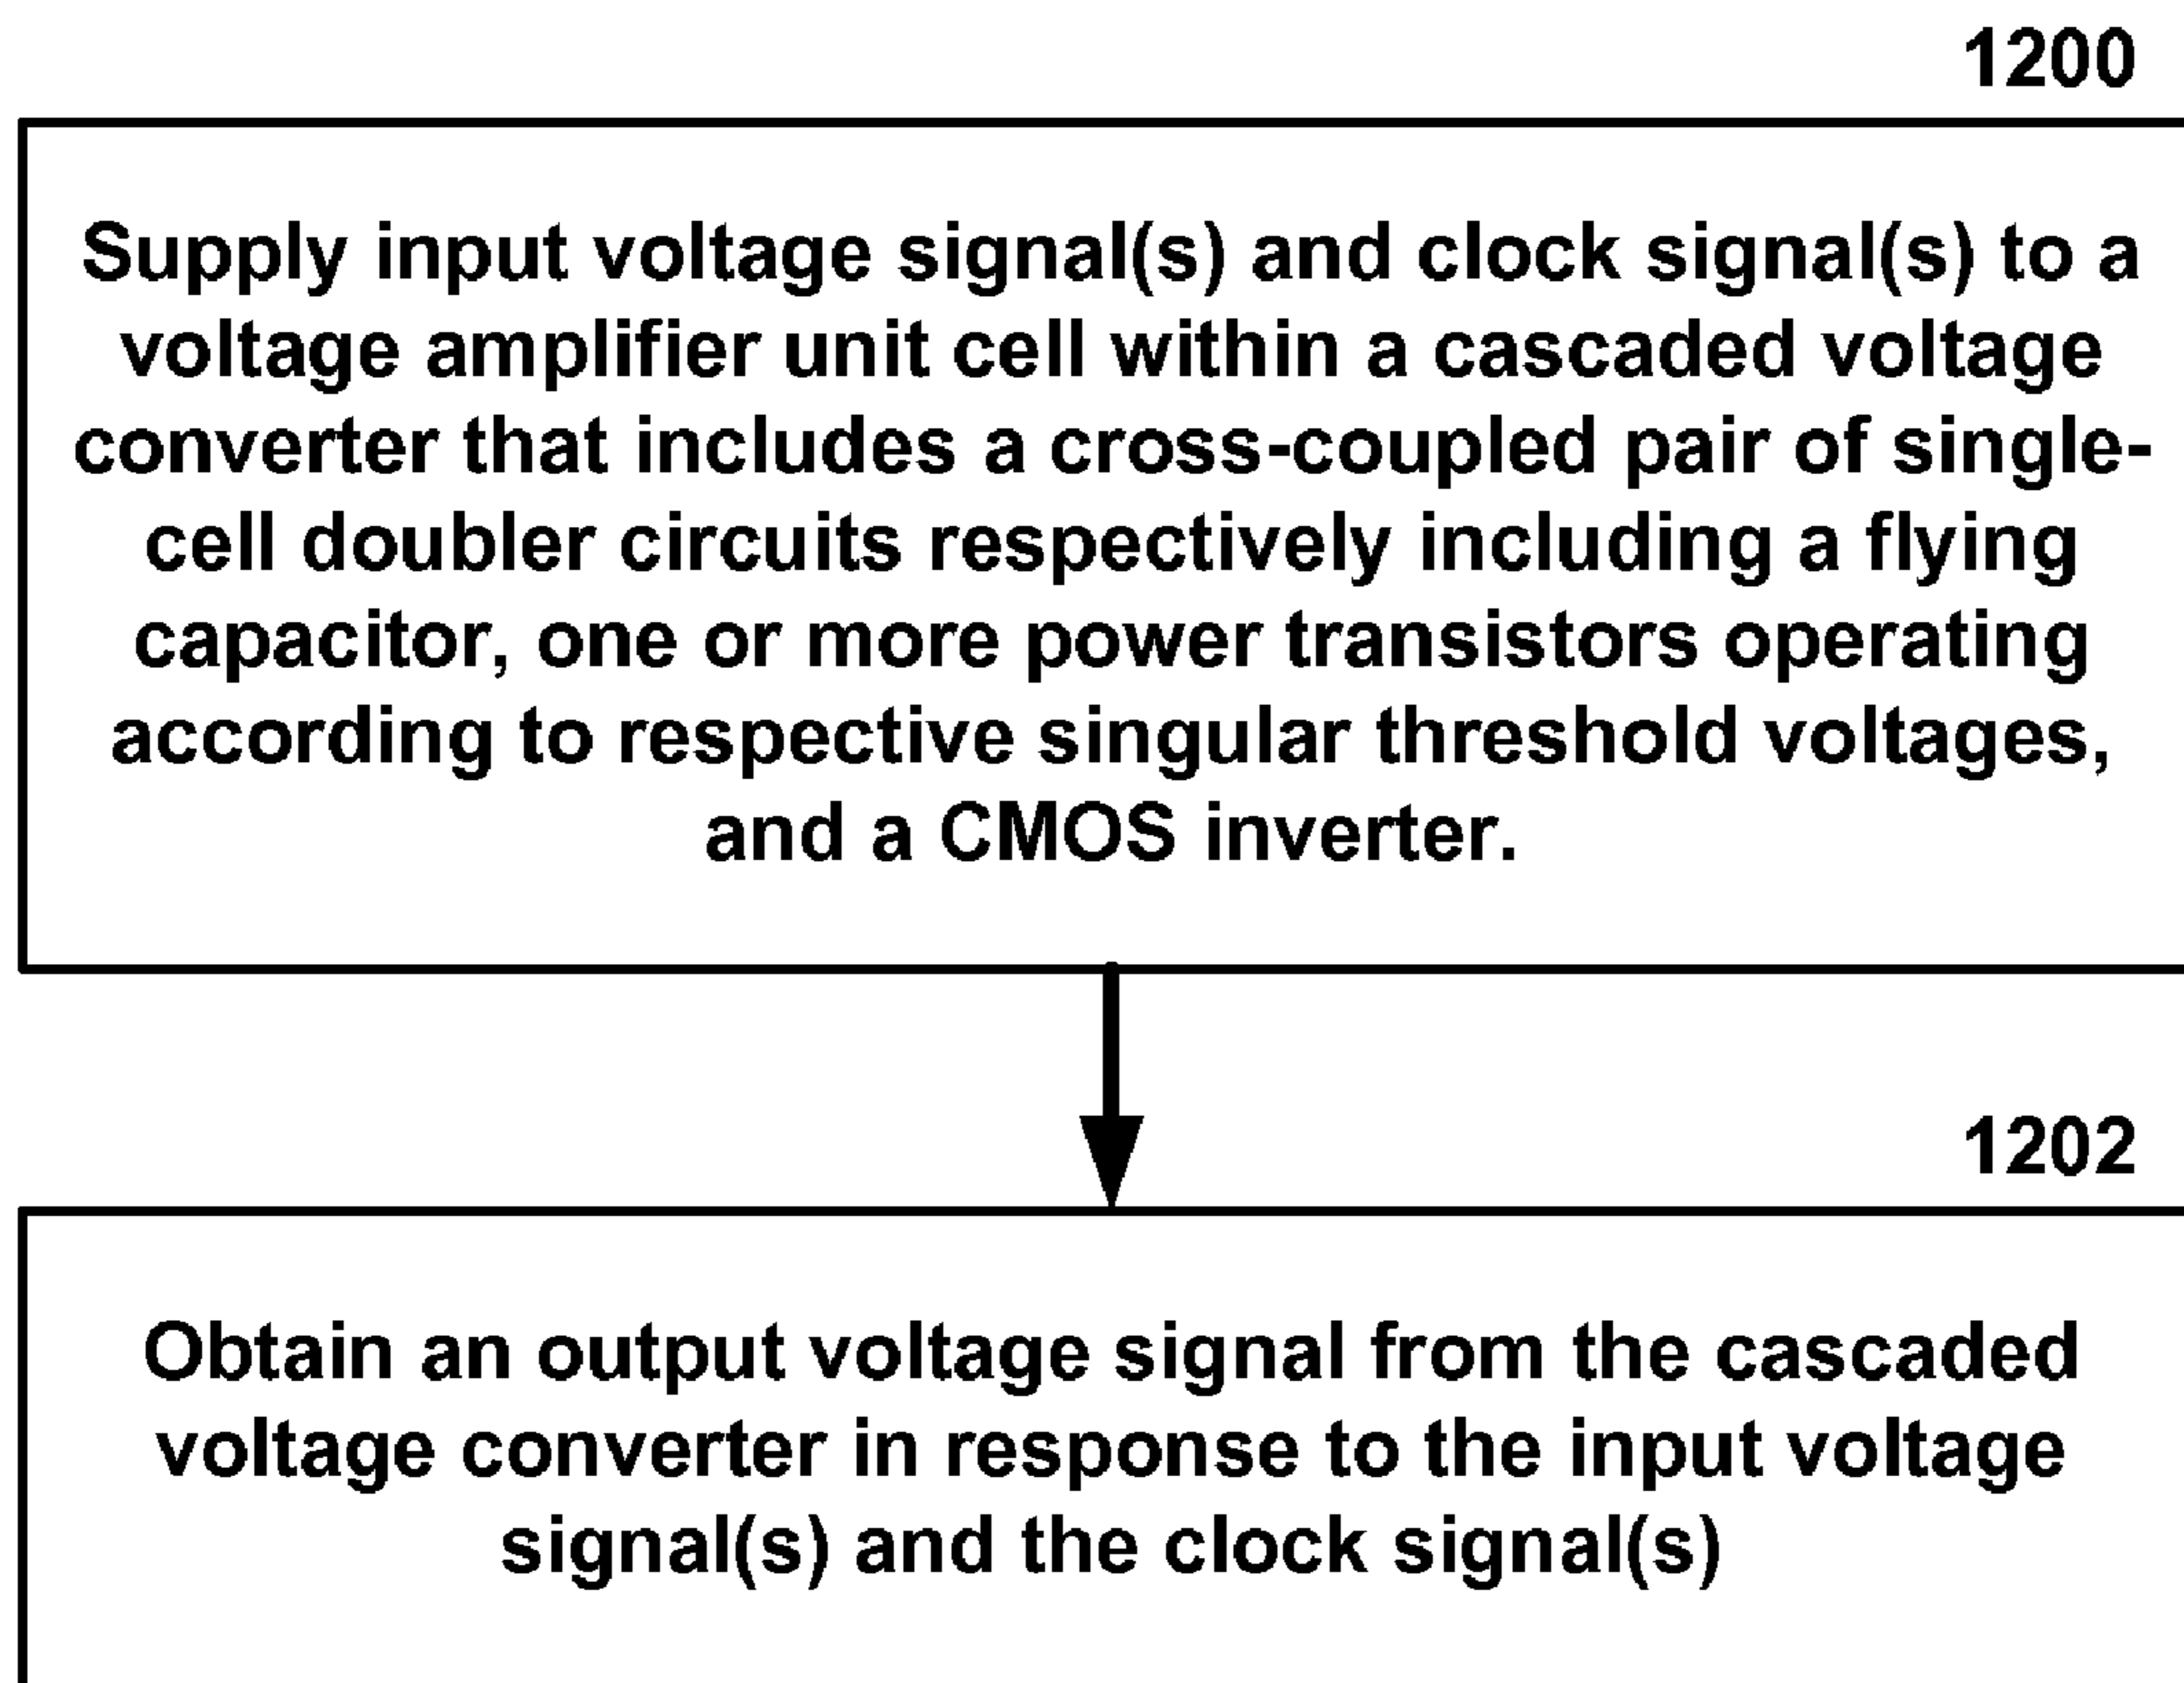 1200
Supply input voltage signal(s) and clock signal(s) to a
voltage amplifier unit cell within a cascaded voltage
converter that includes a cross-coupled pair of single-
cell doubler circuits respectively including a flying
capacitor, one or more power transistors operating
according to respective singular threshold voltages,
and a CMOS inverter.
1202
Obtain an output voltage signal from the cascaded
voltage converter in response to the input voltage
signal(s) and the clock signal(s)